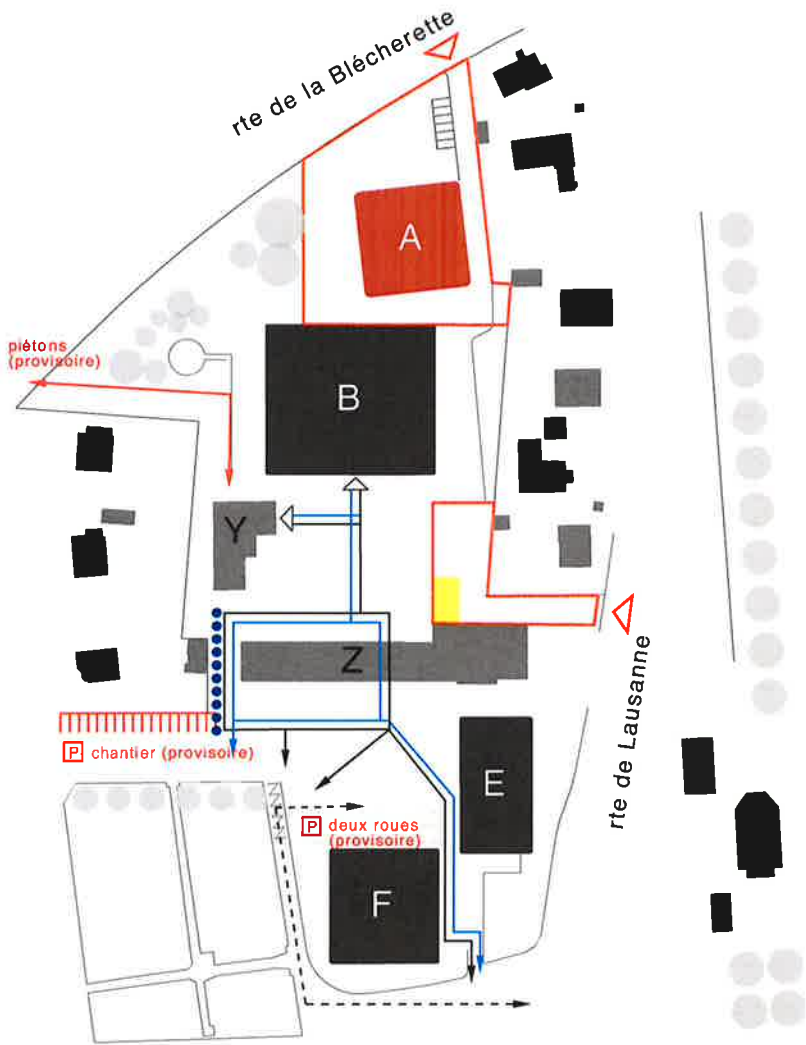 rte de la Blécherette
A
piétons
(provisoire)
B
Y
Z
rte de Lausanne
P chantier (provisoire)
E
P deux roues
(provisoire)
F